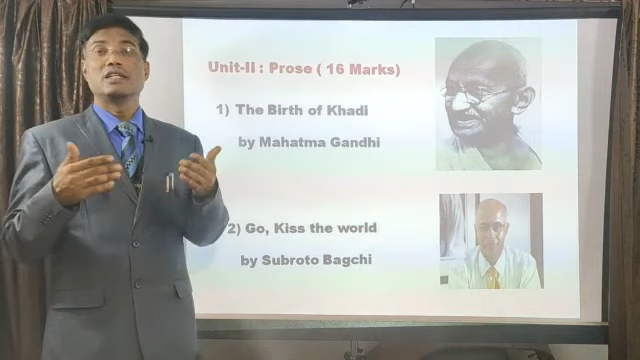 Unit-II : Prose ( 16 Marks)
1) The Birth of Khadi
by Mahatma Gandhi
2) Go, Kiss the world
by Subroto Bagchi